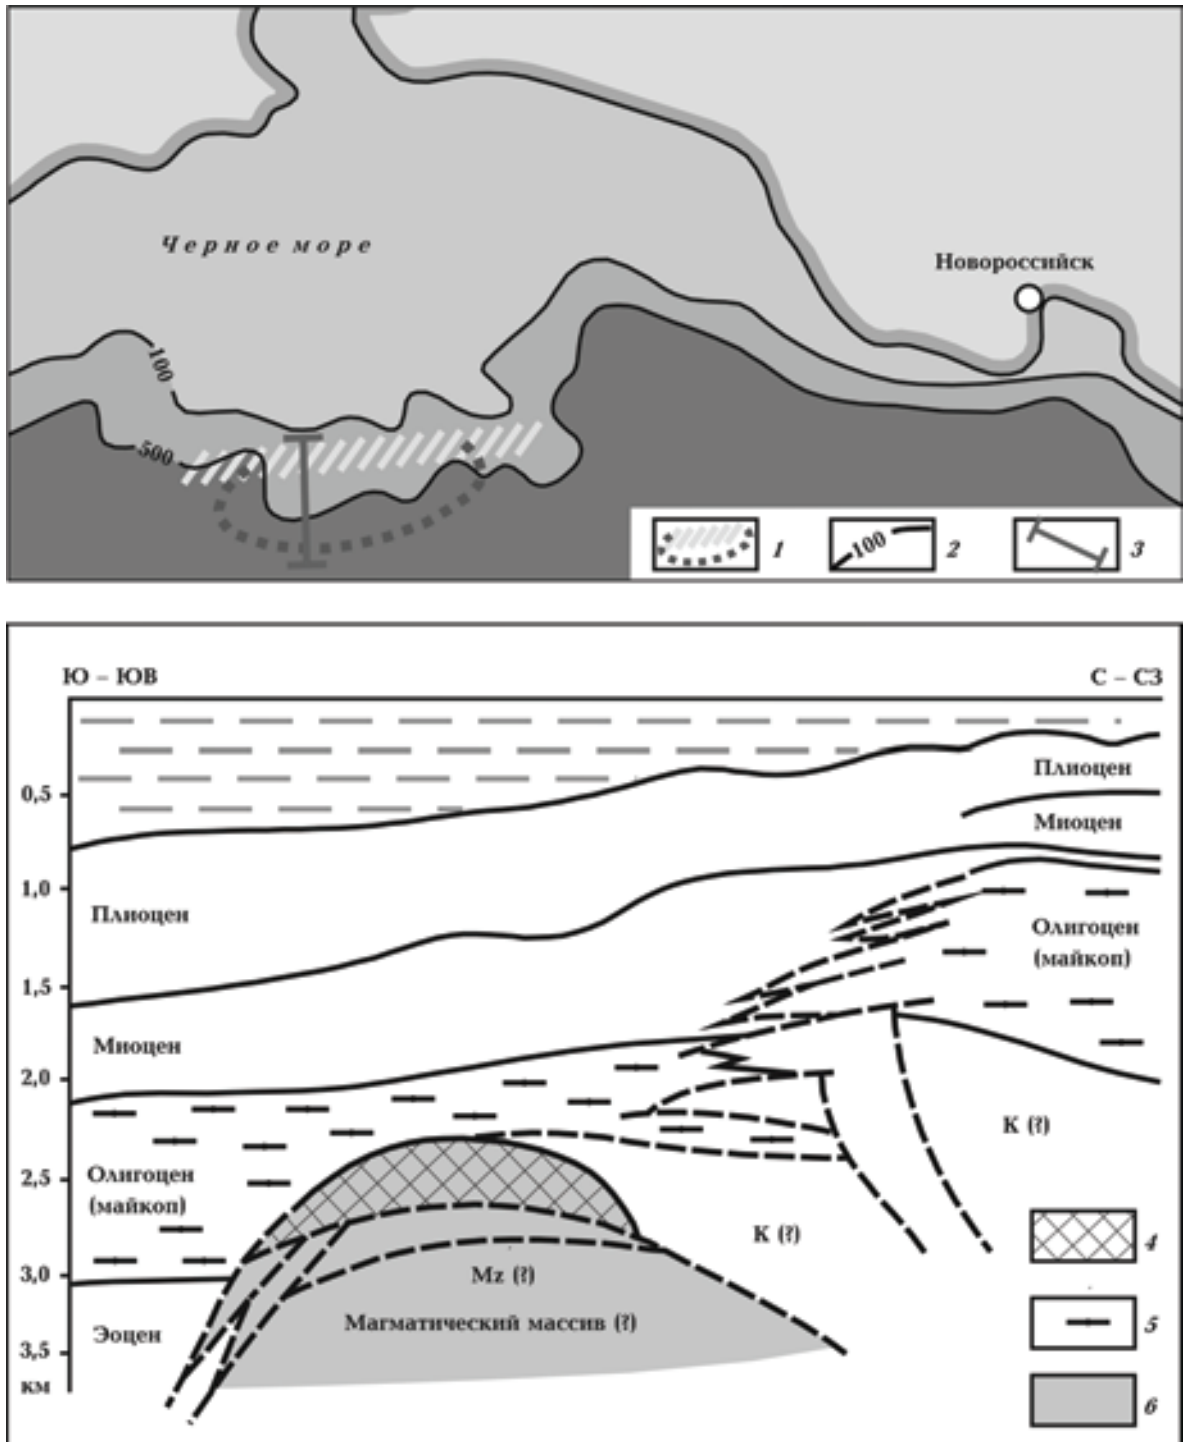 Черное море
Новороссийск
100
500
1
100
2
3
Ю – ЮВ
С – СЗ
Плиоцен
0,5
Миоцен
1,0
Плиоцен
Олигоцен
(майкоп)
1,5
Миоцен
2,0
К (?)
2,5
Олигоцен
(майкоп)
К (?)
4
3,0
Mz (?)
Магматический массив (?)
5
Эоцен
3,5
км
6